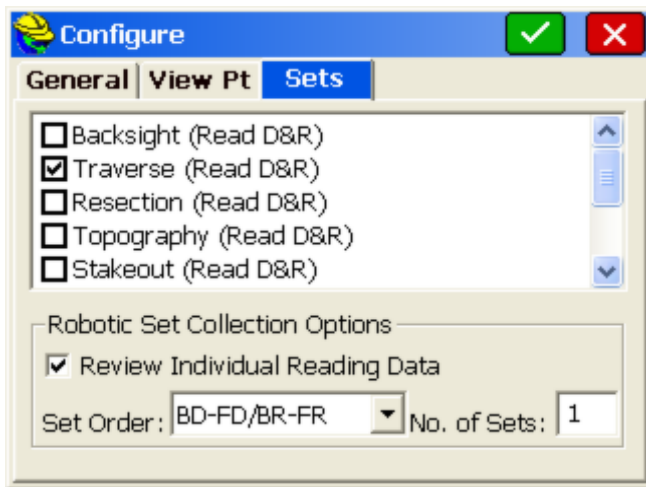 Configure
General View Pt Sets
Backsight (Read D&R)
Traverse (Read D&R)
Resection (Read D&R)
Topography (Read D&R)
Stakeout (Read D&R)
Robotic Set Collection Options
Review Individual Reading Data
Set Order: BD-FD/BR-FR No. of Sets: 1